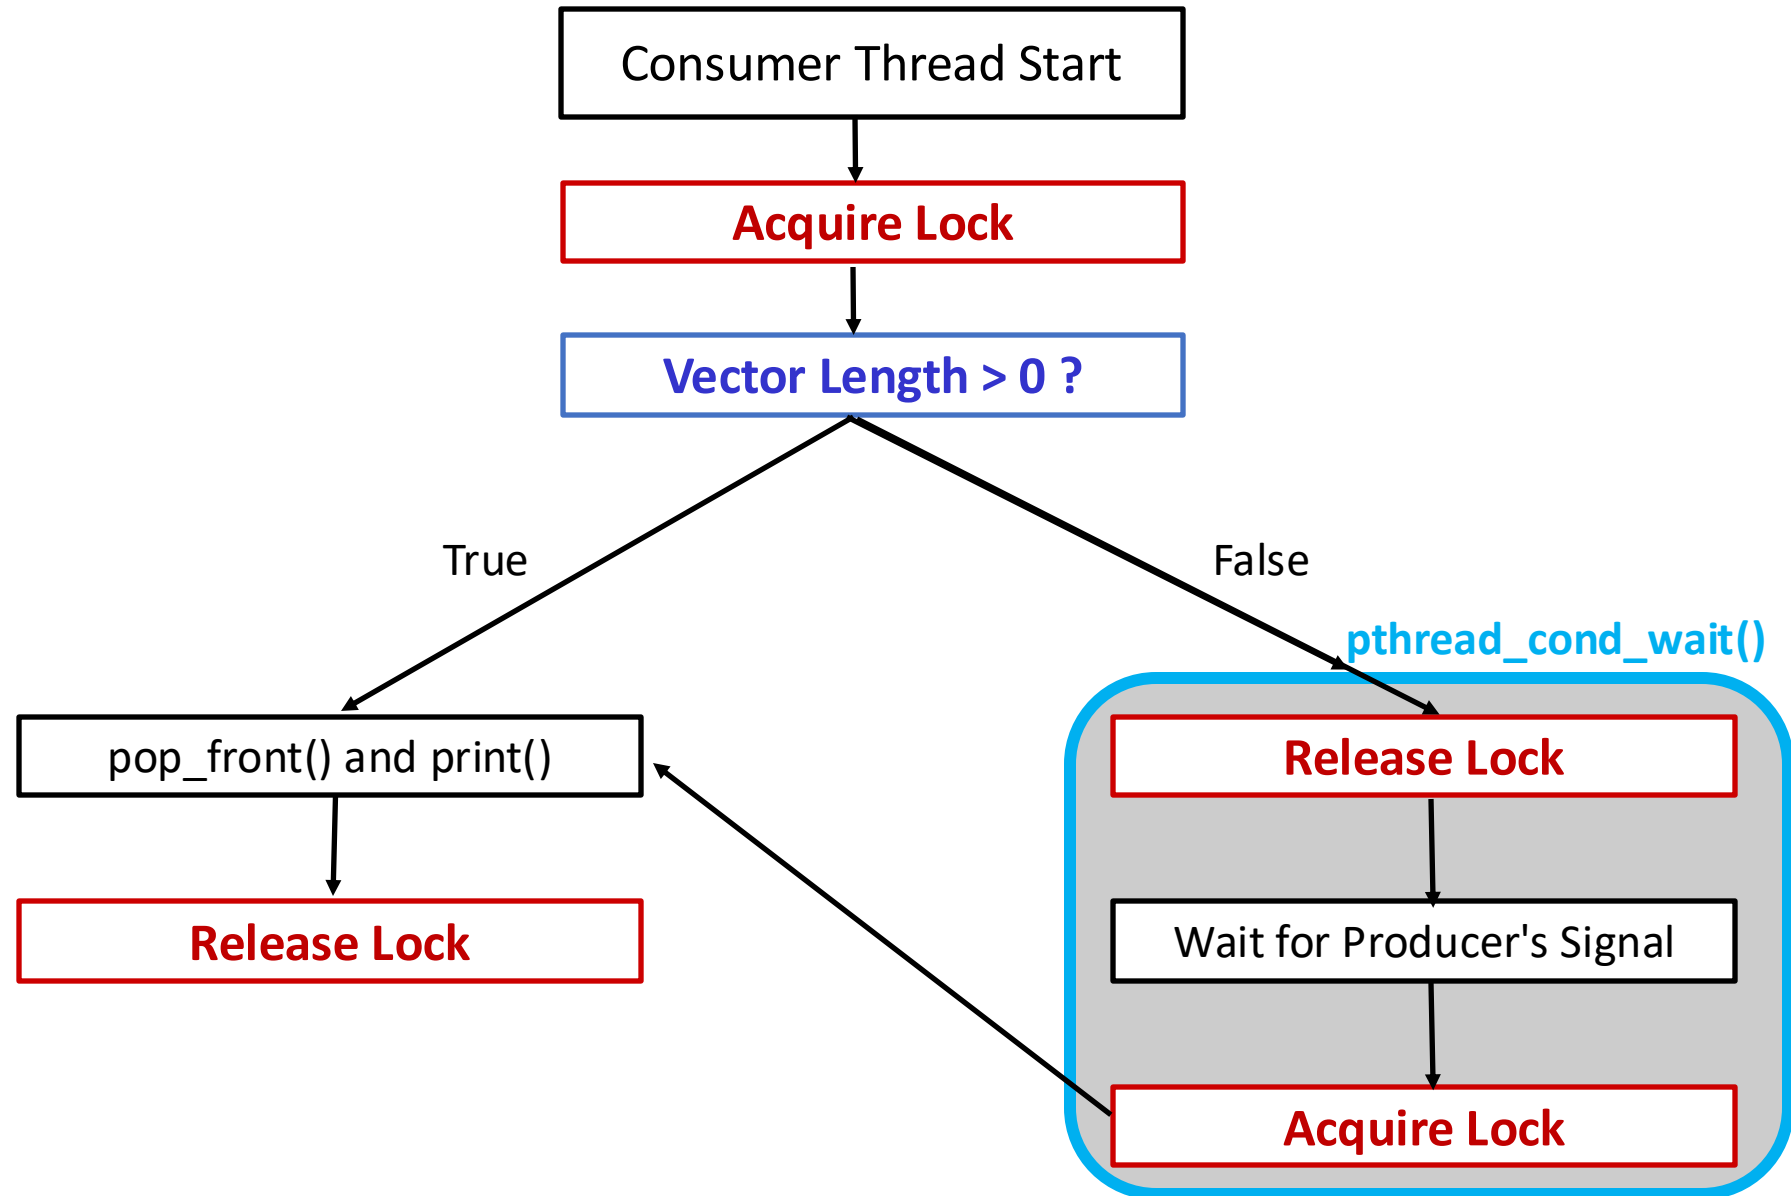 Consumer Thread Start
Acquire Lock
Vector Length > 0 ?
True
False
pthread_cond_wait()
pop_front() and print()
Release Lock
Release Lock
Wait for Producer's Signal
Acquire Lock